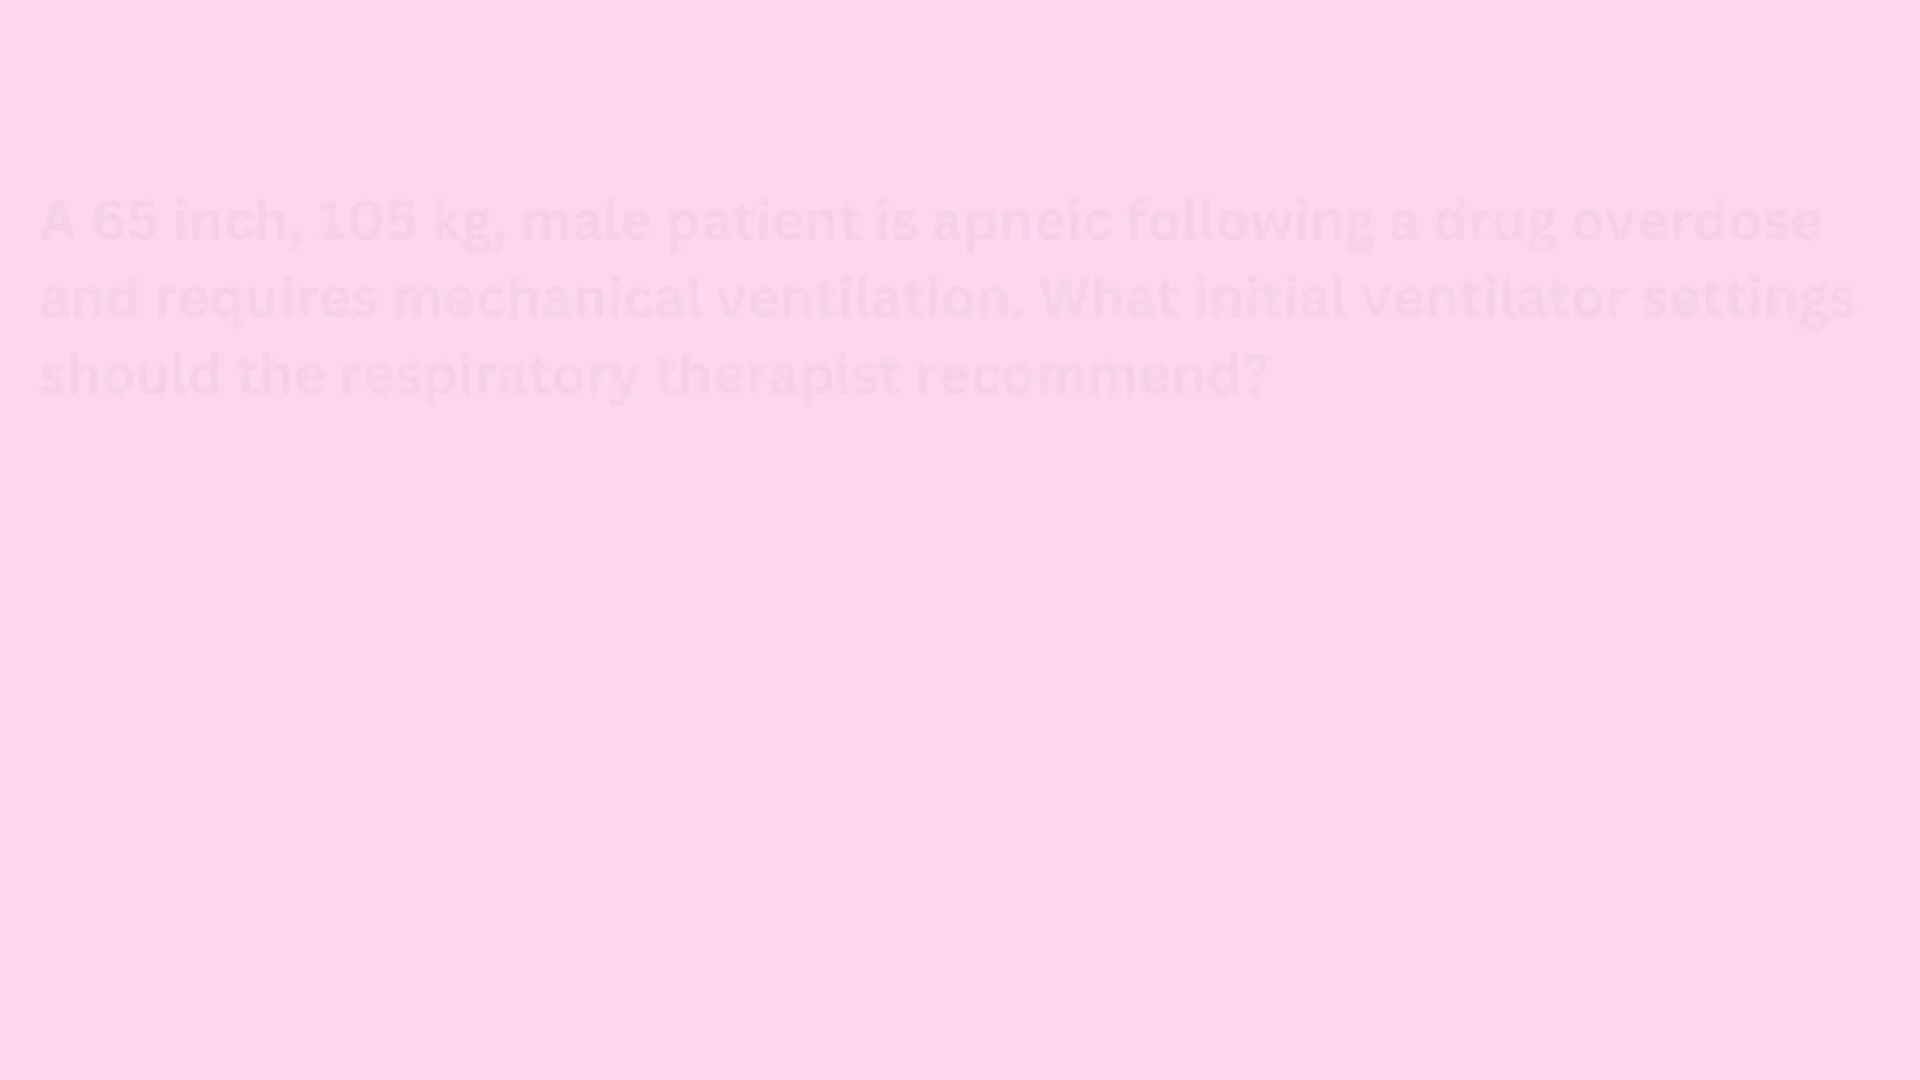 A 65 inch, 105 kg, male patient is apneic following a drug overdose
and requires mechanical ventilation. What initial ventilator settings
should the respiratory therapist recommend?